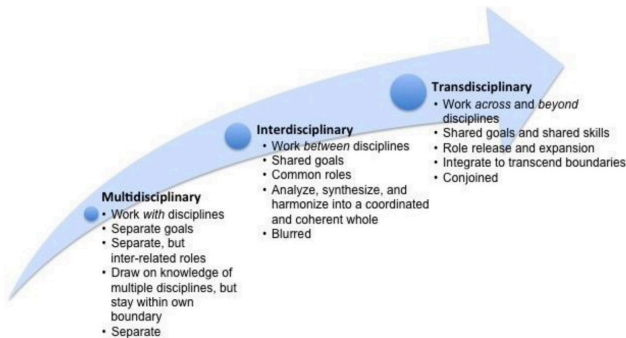 Multidisciplinary
• Work with disciplines
• Separate goals
• Separate, but
inter-related roles
• Draw on knowledge of
multiple disciplines, but
stay within own
boundary
• Separate
Interdisciplinary
• Work between disciplines
• Shared goals
• Common roles
• Analyze, synthesize, and
harmonize into a coordinated
and coherent whole
• Blurred
Transdisciplinary
• Work across and beyond
disciplines
• Shared goals and shared skills
• Role release and expansion
• Integrate to transcend boundaries
• Conjoined